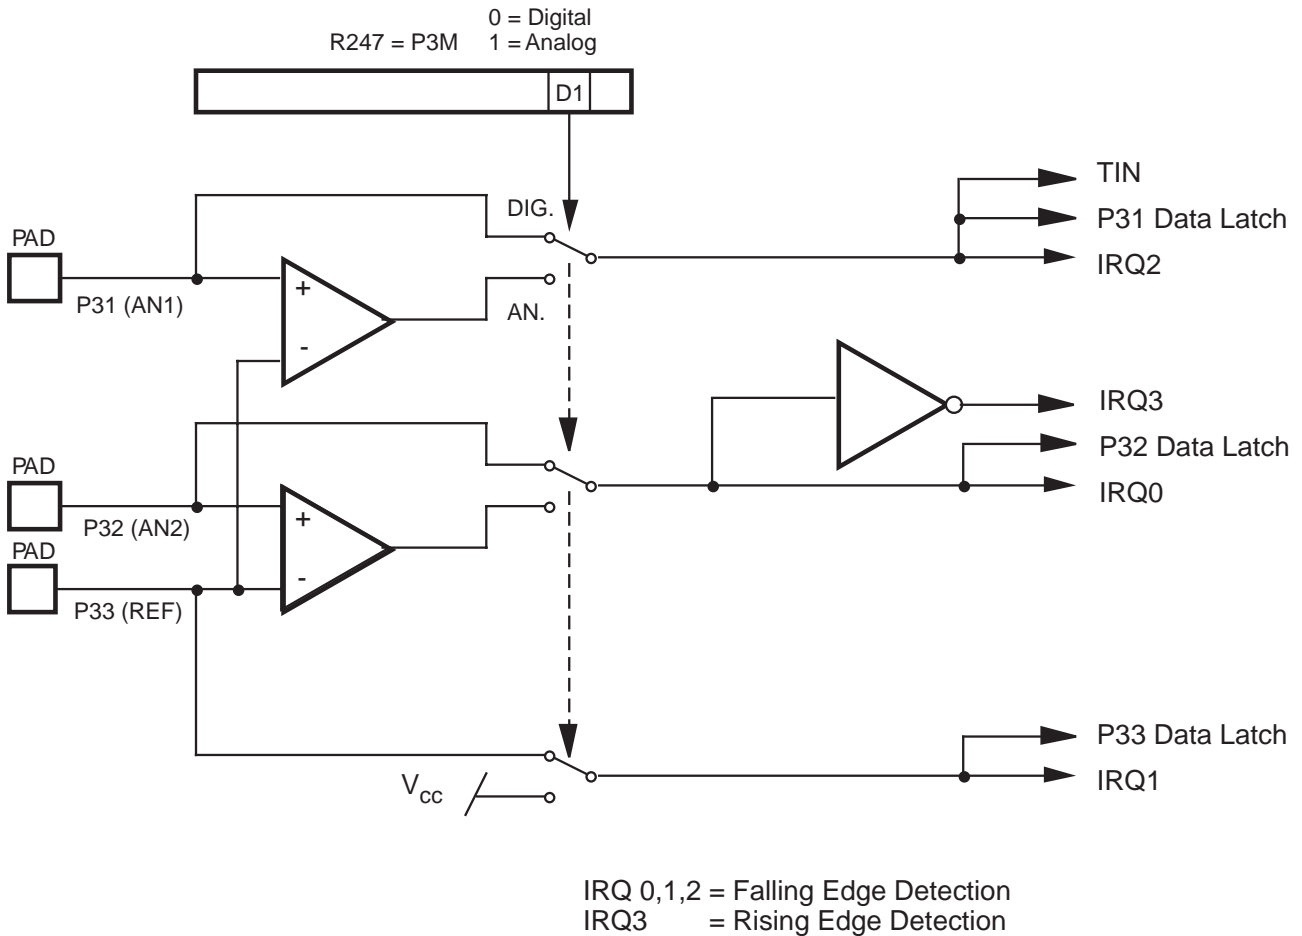 0 = Digital
R247 = P3M 1 = Analog
D1
TIN
DIG.
P31 Data Latch
PAD
IRQ2
+
P31 (AN1)
AN.
-
IRQ3
P32 Data Latch
PAD
IRQ0
+
P32 (AN2)
PAD
-
P33 (REF)
P33 Data Latch
Vcc
IRQ1
IRQ 0,1,2 = Falling Edge Detection
IRQ3 = Rising Edge Detection